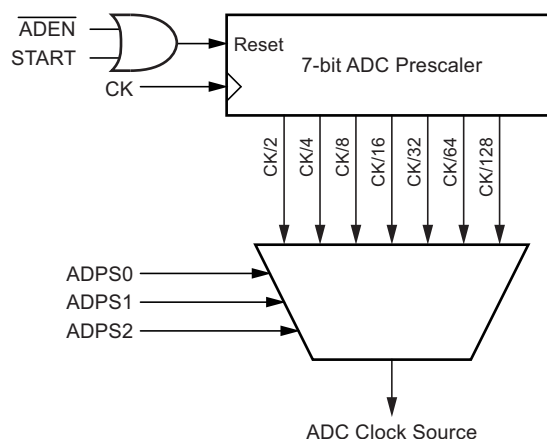 ADEN
START
Reset
7-bit ADC Prescaler
CK
CK/2
CK/4
CK/8
CK/16
CK/32
CK/64
CK/128
ADPS0
ADPS1
ADPS2
ADC Clock Source